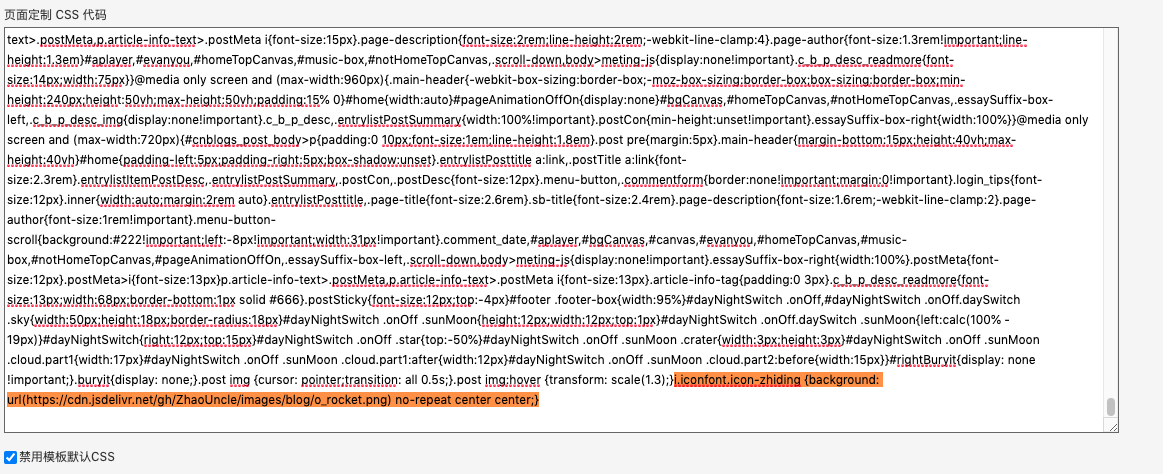 页面定制 CSS 代码
text>.postMeta,p.article-info-text>.postMeta i{font-size:15px}.page-description{font-size:2rem;line-height:2rem;-webkit-line-clamp:4}.page-author{font-size:1.3rem!important;line-
height:1.3em}#aplayer,#evanyou,#homeTopCanvas,#music-box,#notHomeTopCanvas,.scroll-down,body>meting-js{display:none!important}.c_b_p_desc_readmore{font-
size:14px;width:75px}}@media only screen and (max-width:960px){.main-header{-webkit-box-sizing:border-box;-moz-box-sizing:border-box;box-sizing:border-box;min-
height:240px;height:50vh;max-height:50vh;padding:15% 0}#home{width:auto}#pageAnimationOffOn{display:none}#bgCanvas,#homeTopCanvas,#notHomeTopCanvas,.essaySuffix-box-
left,.c_b_p_desc_img{display:none!important}.c_b_p_desc,.entrylistPostSummary{width:100%!important}.postCon{min-height:unset!important}.essaySuffix-box-right{width:100%}}@media only
screen and (max-width:720px){#cnblogs_post_body>p{padding:0 10px;font-size:1em;line-height:1.8em}.post pre{margin:5px}.main-header{margin-bottom:15px;height:40vh;max-
height:40vh}#home{padding-left:5px;padding-right:5px;box-shadow:unset}.entrylistPosttitle a:link,.postTitle a:link{font-
size:2.3rem}.entrylistItemPostDesc,.entrylistPostSummary,.postCon,.postDesc{font-size:12px}.menu-button,.commentform{border:none!important;margin:0!important}.login_tips{font-
size:12px}.inner{width:auto;margin:2rem auto}.entrylistPosttitle,.page-title{font-size:2.6rem}.sb-title{font-size:2.4rem}.page-description{font-size:1.6rem;-webkit-line-clamp:2}.page-
author{font-size:1rem!important}.menu-button-
scroll{background:#222!important;left:-8px!important;width:31px!important}.comment_date,#aplayer,#bgCanvas,#canvas,#evanyou,#homeTopCanvas,#music-
box,#notHomeTopCanvas,#pageAnimationOffOn,.essaySuffix-box-left,.scroll-down,body>meting-js{display:none!important}.essaySuffix-box-right{width:100%}.postMeta{font-
size:12px}.postMeta>i{font-size:13px}p.article-info-text>.postMeta,p.article-info-text>.postMeta i{font-size:13px}.article-info-tag{padding:0 3px}.c_b_p_desc_readmore{font-
size:13px;width:68px;border-bottom:1px solid #666}.postSticky{font-size:12px;top:-4px}#footer .footer-box{width:95%}#dayNightSwitch .onOff,#dayNightSwitch .onOff.daySwitch
.sky{width:50px;height:18px;border-radius:18px}#dayNightSwitch .onOff .sunMoon{height:12px;width:12px;top:1px}#dayNightSwitch .onOff.daySwitch .sunMoon{left:calc(100% -
19px)}#dayNightSwitch{right:12px;top:15px}#dayNightSwitch .onOff .star{top:-50%}#dayNightSwitch .onOff .sunMoon .crater{width:3px;height:3px}#dayNightSwitch .onOff .sunMoon
.cloud.part1{width:17px}#dayNightSwitch .onOff .sunMoon .cloud.part1:after{width:12px}#dayNightSwitch .onOff .sunMoon .cloud.part2:before{width:15px}}#rightBuryit{display: none
!important;}.buryit{display: none;}.post img {cursor: pointer;transition: all 0.5s;}.post img:hover {transform: scale(1.3);}i.iconfont.icon-zhiding {background:
url(https://cdn.jsdelivr.net/gh/ZhaoUncle/images/blog/o_rocket.png) no-repeat center center;}
禁用模板默认CSS